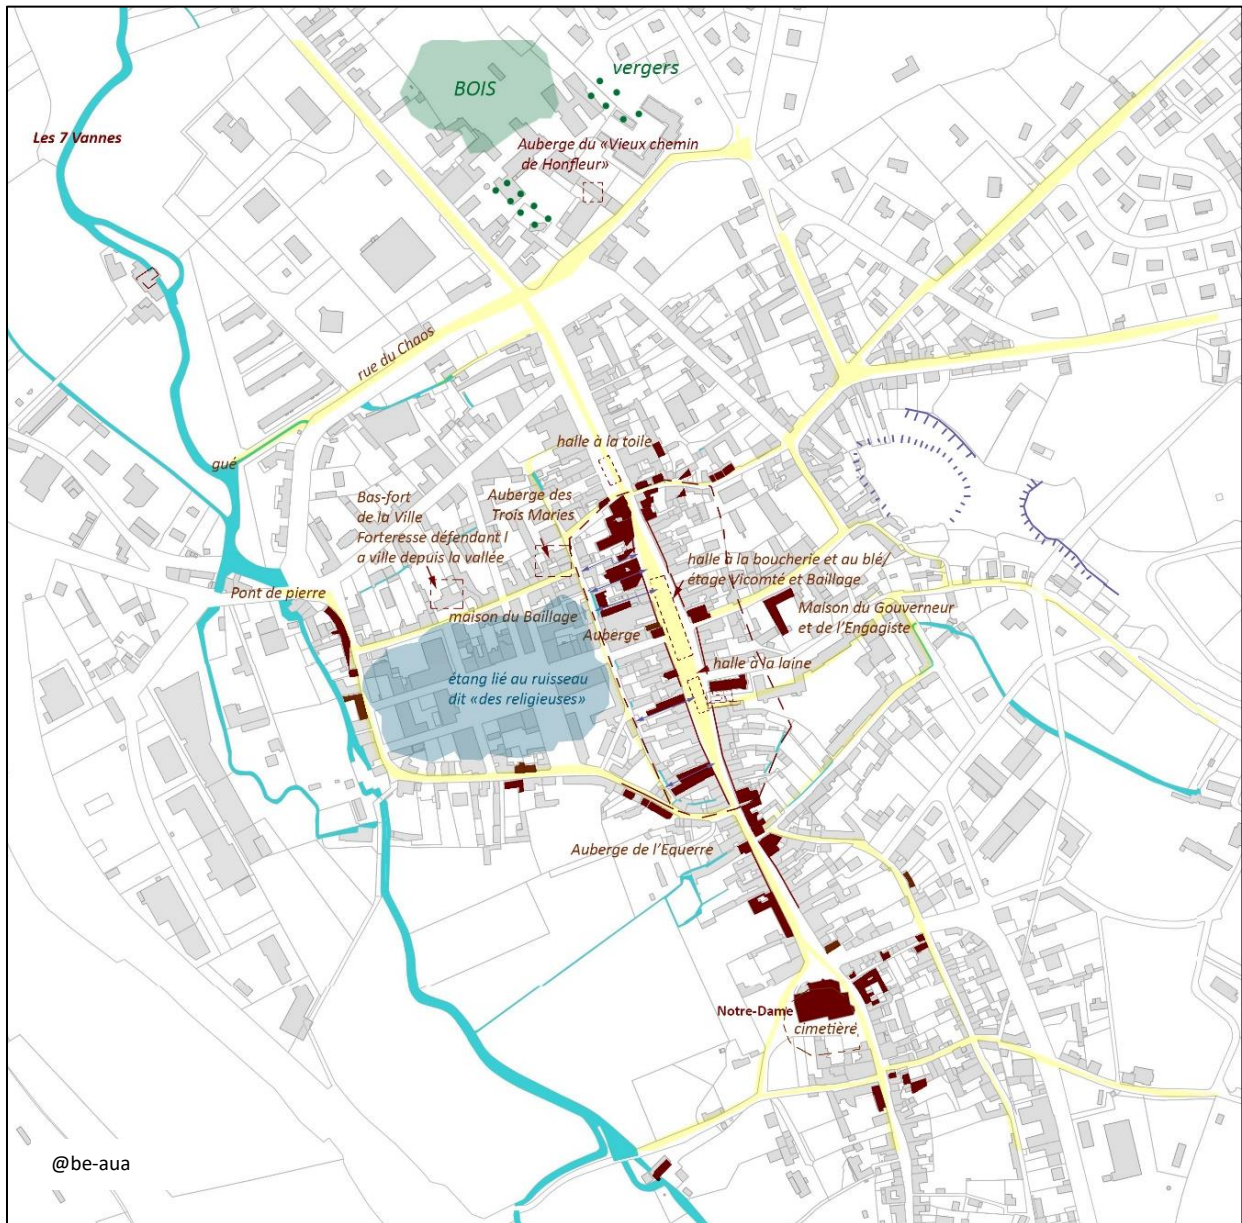 BOIS
vergers
Les 7 Vannes
Auberge du «Vieux chemin
de Honfleur»
rue du Chaos
gué
halle à la toile
Bas-fort
de la Ville
Forteresse défendant l
a ville depuis la vallée
Auberge des
Trois Maries
halle à la boucherie et au blé/
étage Vicomté et Baillage
Pont de pierre
maison du Baillage
Auberge
Maison du Gouverneur
et de l'Engagiste
halle à la laine
étang lié au ruisseau
dit «des religieuses»
Auberge de l'Equerre
Notre-Dame
cimetière
@be-aua